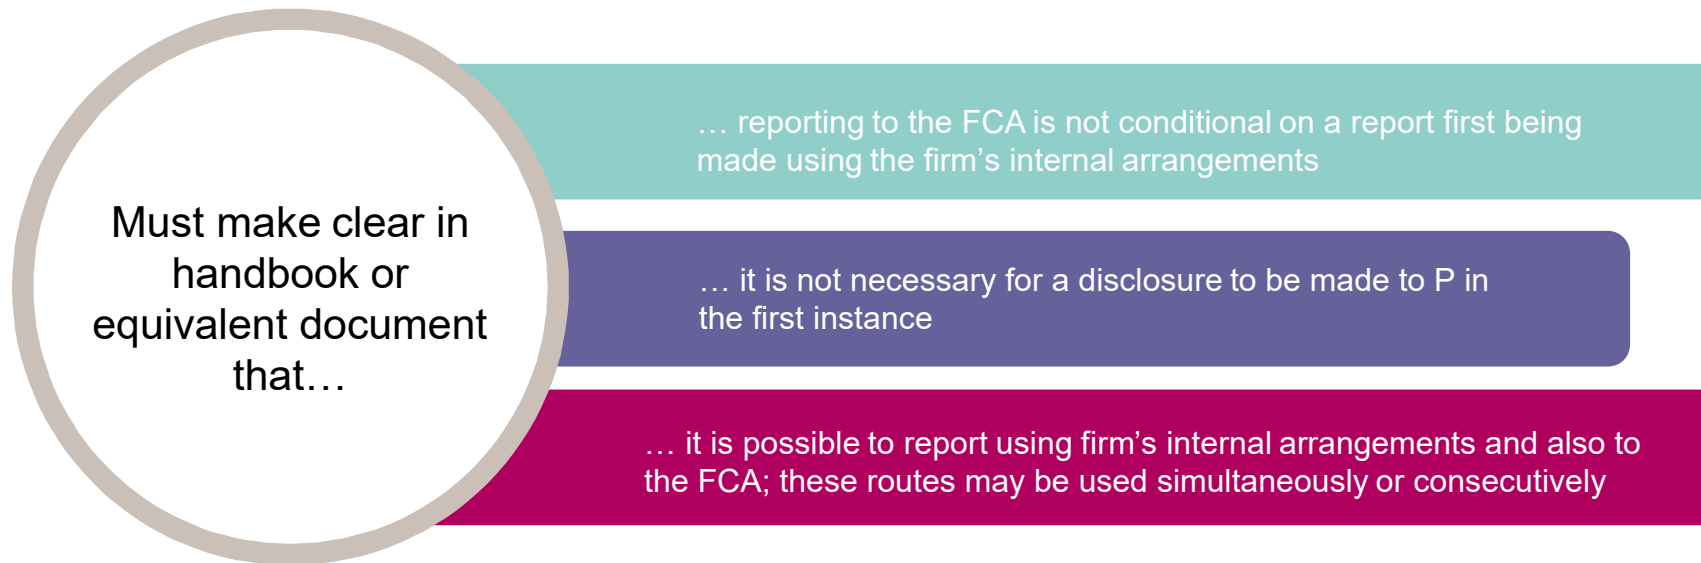 Must make clear in
handbook or
equivalent document
that…
… reporting to the FCA is not conditional on a report first being
made using the firm’s internal arrangements
… it is not necessary for a disclosure to be made to P in
the first instance
… it is possible to report using firm’s internal arrangements and also to
the FCA; these routes may be used simultaneously or consecutively